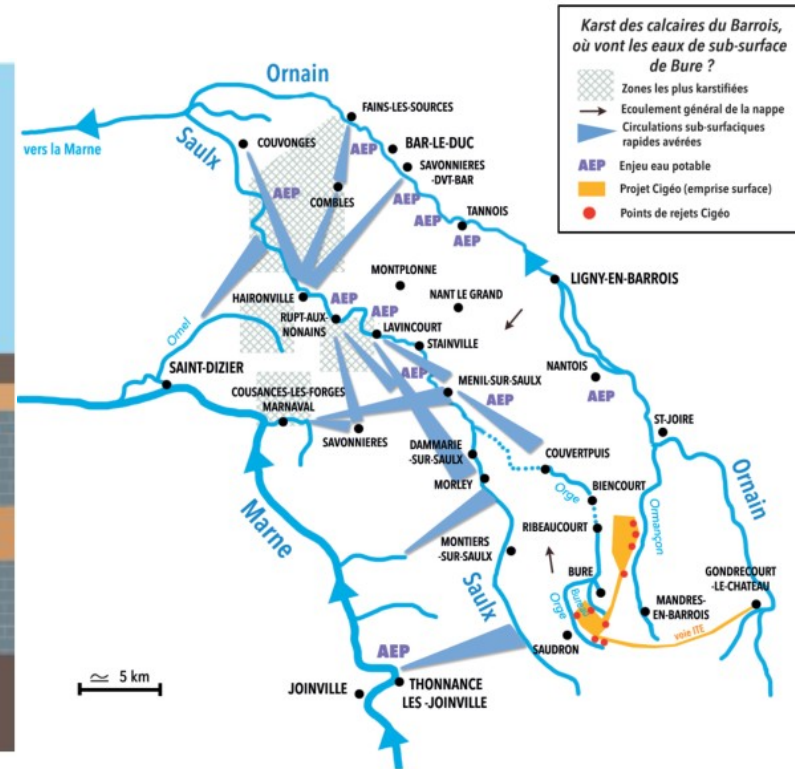 Karst des calcaires du Barrois,
où vont les eaux de sub-surface
de Bure ?
Zones les plus karstifiées
Ecoulement général de la nappe
Circulations sub-surfaciques
rapides avérées
AEP Enjeu eau potable
Projet Cigéo (emprise surface)
Points de rejets Cigéo
Ornain
FAINS-LES-SOURCES
Saulx
vers la Marne
COUVONGES
BAR-LE-DUC
AEP
SAVONNIERES
-DVT-BAR
AEP
COMBLES
AEP
AEP
TANNOIS
AEP
MONTPLONNE
LIGNY-EN-BARROIS
HAIRONVILLE
AEP
NANT LE GRAND
RUPT-AUX-
NONAINS
AEP
LAVINCOURT
Ornel
STAINVILLE
SAINT-DIZIER
AEP
NANTOIS
MENIL-SUR-SAULX
AEP
AEP
COUSANCES-LES-FORGES
MARNAVAL
SAVONNIERES
ST-JOIRE
DAMMARIE
-SUR-SAULX
COUVERTPUIS
Ornain
MORLEY
Orge
BIENCOURT
Marne
Ormançon
RIBEAUCOURT
MONTIERS
-SUR-SAULX
Saulx
BURE
GONDRECOURT
-LE-CHATEAU
Orge
Bureau
MANDRES-
EN-BARROIS
voie ITE
SAUDRON
AEP
≃ 5 km
JOINVILLE
THONNANCE
LES -JOINVILLE